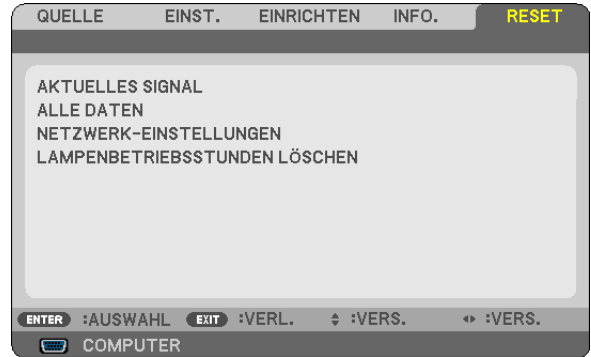 QUELLE EINST. EINRICHTEN INFO. RESET
AKTUELLES SIGNAL
ALLE DATEN
NETZWERK-EINSTELLUNGEN
LAMPENBETRIEBSSTUNDEN LÖSCHEN
ENTER :AUSWAHL EXIT :VERL. :VERS. :VERS.
COMPUTER